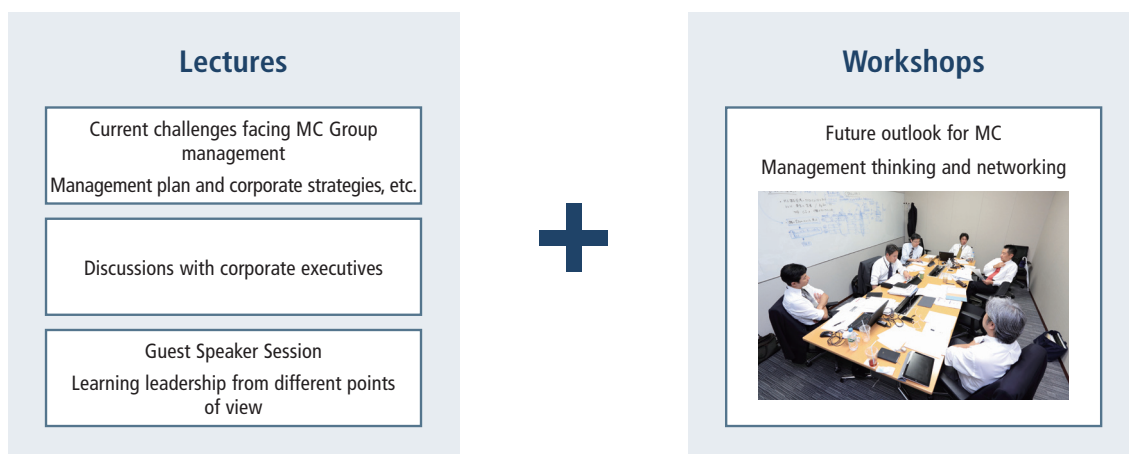 Lectures
Current challenges facing MC Group
management
Management plan and corporate strategies, etc.
Discussions with corporate executives
Guest Speaker Session
Learning leadership from different points
of view
Workshops
Future outlook for MC
Management thinking and networking